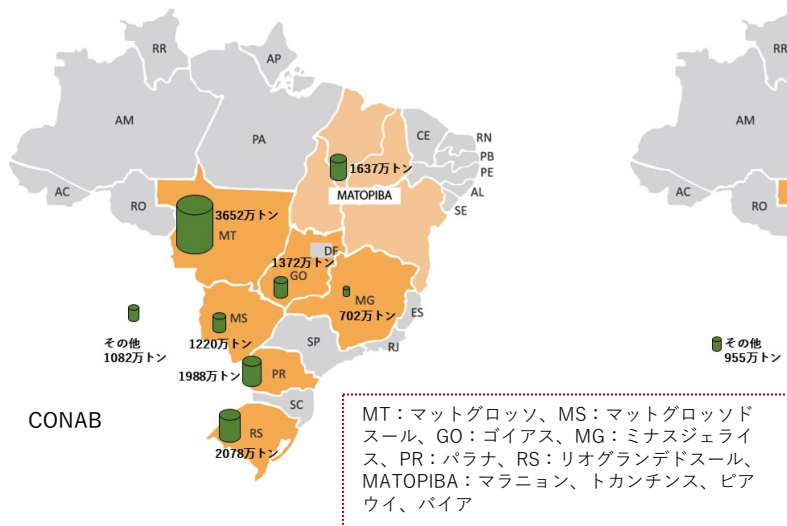 RR
AP
AM
PA
CE
RN
PB
PE
AL
SE
1637万トン
MATOPIBA
AC
RO
3652万トン
MT
DF
1372万トン
GO
MG
702万トン
ES
RJ
SP
その他
1082万トン
MS
1220万トン
1988万トン
PR
SC
RS
2078万トン
CONAB
RR
AM
AC
RO
その他
955万トン
MT：マットグロッソ、MS：マットグロッソド
スール、GO：ゴイアス、MG：ミナスジェライ
ス、PR：パラナ、RS：リオグランデドスール、
MATOPIBA：マラニョン、トカンチンス、ピア
ウイ、バイア